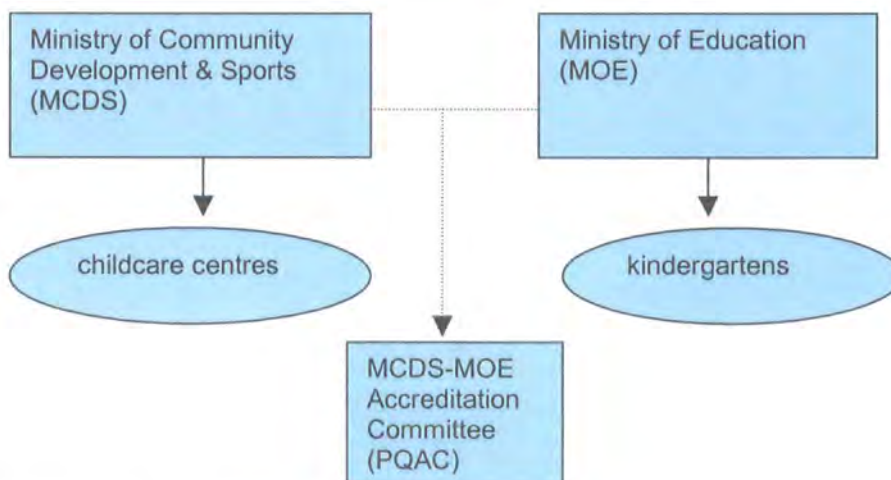 Ministry of Community
Development & Sports
(MCDS)
Ministry of Education
(MOE)
childcare centres
kindergartens
MCDS-MOE
Accreditation
Committee
(PQAC)